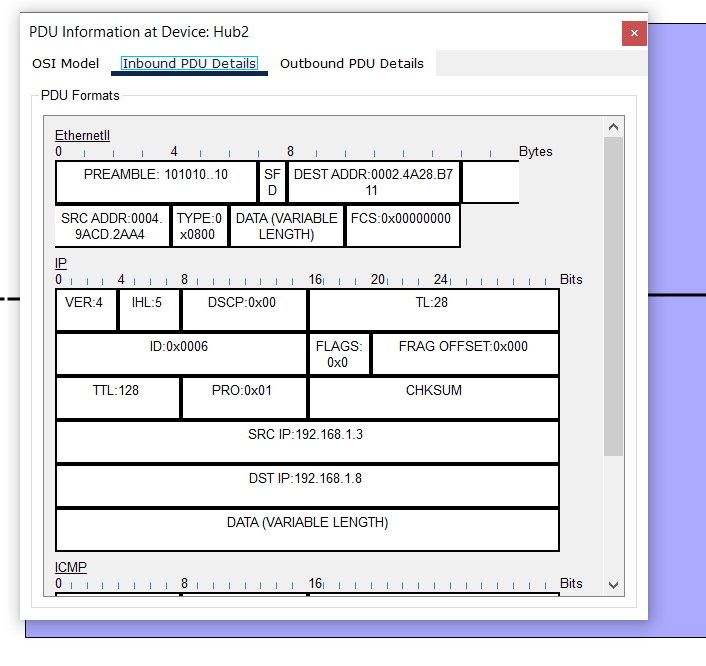 PDU Information at Device: Hub2
×
OSI Model Inbound PDU Details Outbound PDU Details
PDU Formats
EthernetII
0 4 8 Bytes
PREAMBLE: 101010..10
SF
D
DEST ADDR:0002.4A28.B7
11
SRC ADDR:0004.
9ACD.2AA4
TYPE:0
x0800
DATA (VARIABLE
LENGTH)
FCS:0x00000000
IP
0 4 8 16 20 24 Bits
VER:4 IHL:5 DSCP:0x00 TL:28
ID:0x0006
FLAGS:
0x0
FRAG OFFSET:0x000
TTL:128 PRO:0x01 CHKSUM
SRC IP:192.168.1.3
DST IP:192.168.1.8
DATA (VARIABLE LENGTH)
ICMP
0 8 16 Bits